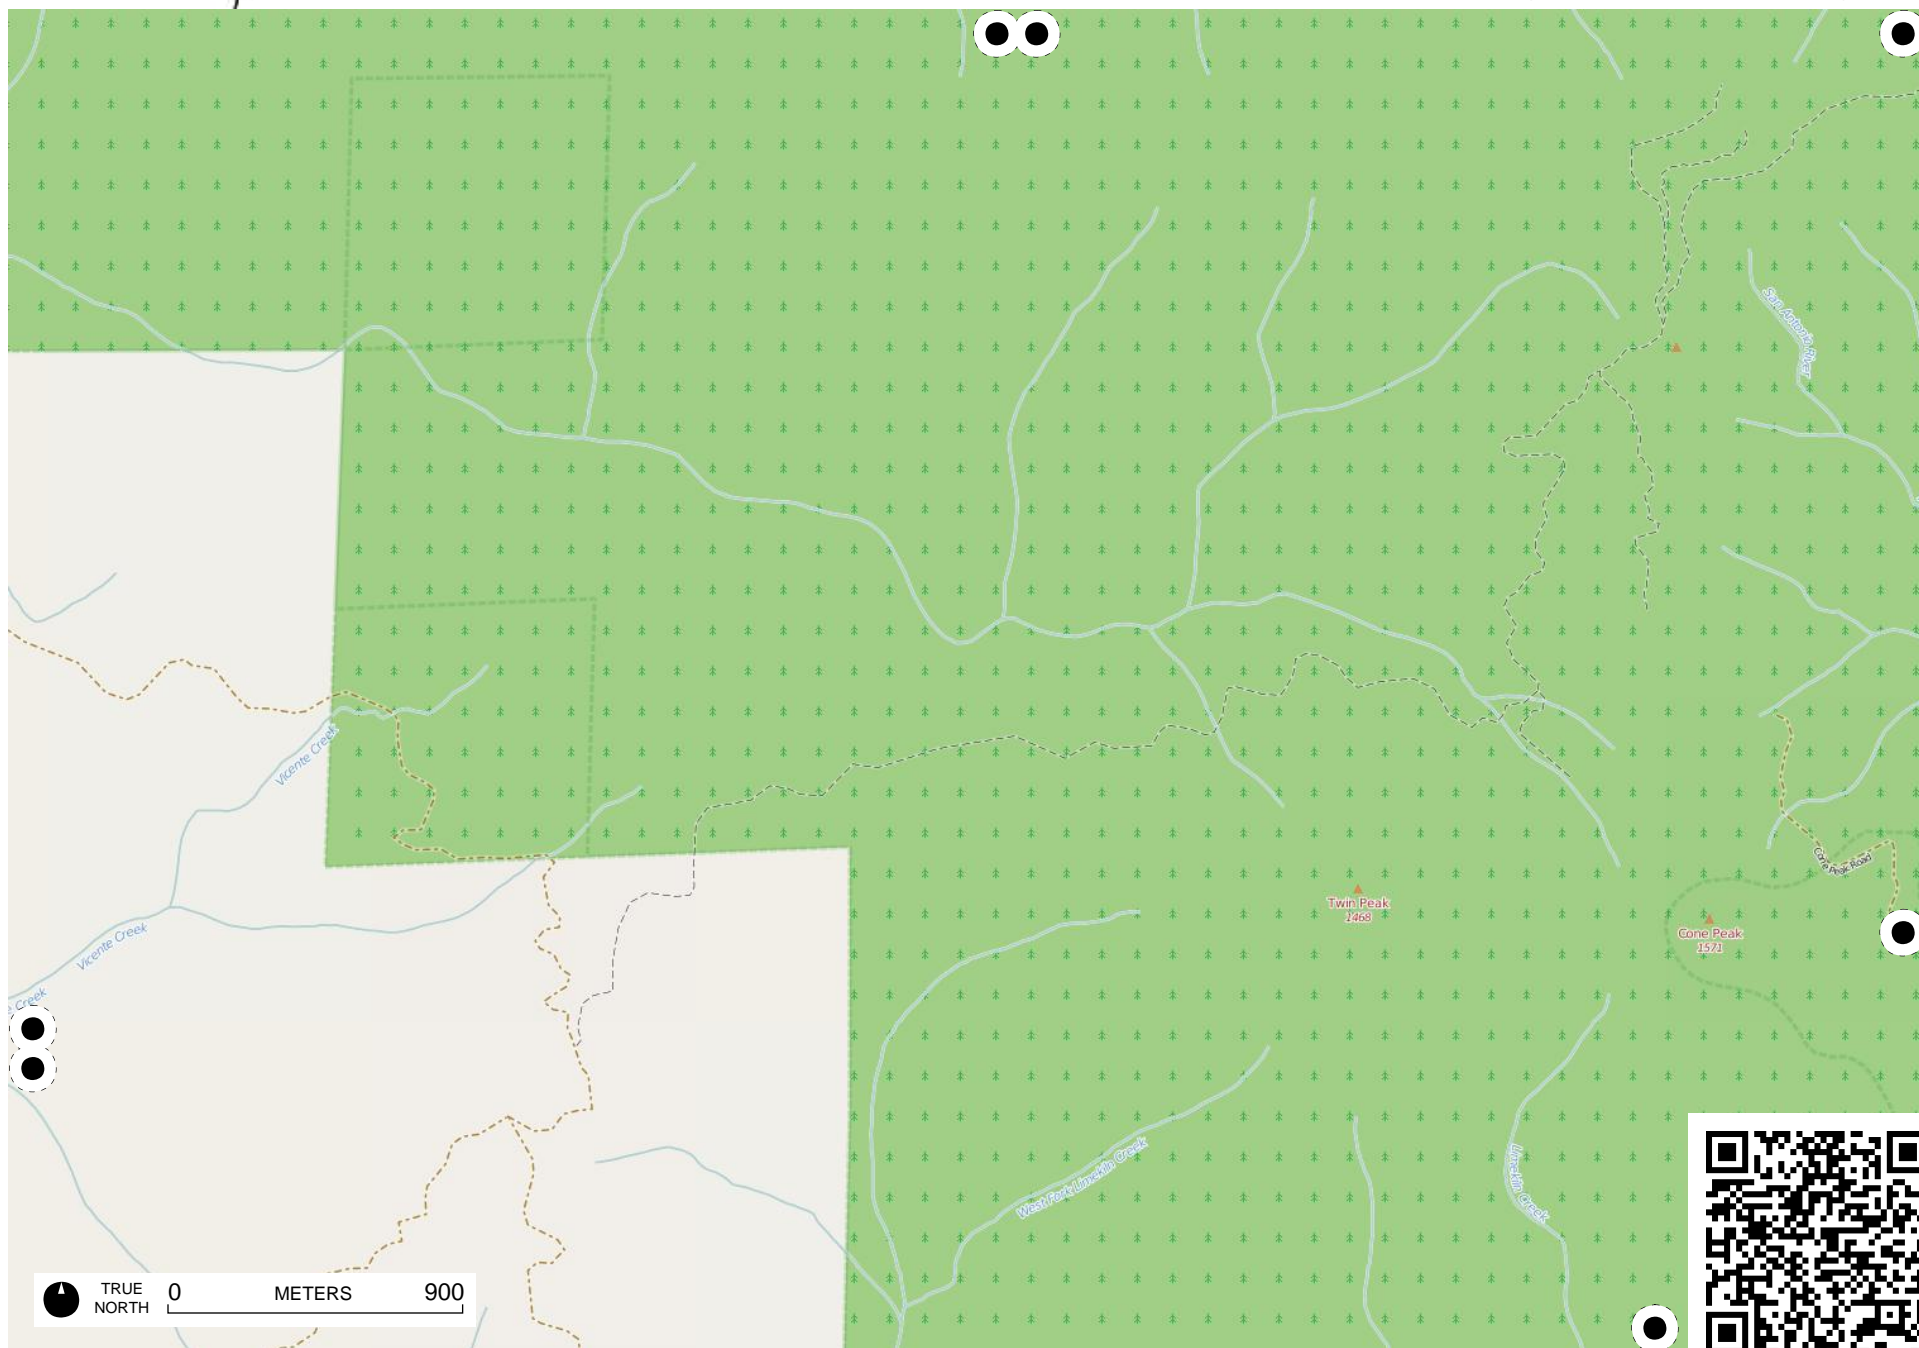 San Antonio River
Vicente Creek
Cone Peak Road
Twin Peak
1468
Cone Peak
1571
Vicente Creek
Creek
West Fork Limekiln Creek
Limekiln Creek
TRUE
NORTH
0 METERS 900